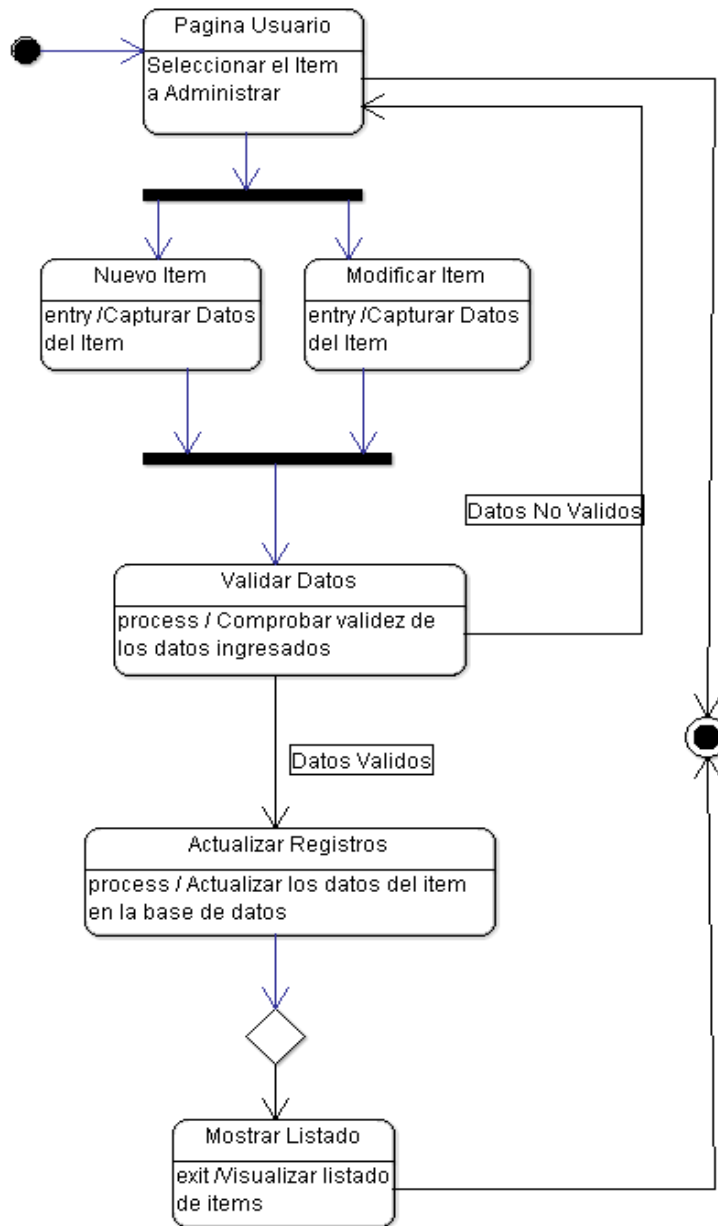 Pagina Usuario
Seleccionar el Item
a Administrar
Nuevo Item
entry /Capturar Datos
del Item
Modificar Item
entry /Capturar Datos
del Item
Datos No Validos
Validar Datos
process / Comprobar validez de
los datos ingresados
Datos Validos
Actualizar Registros
process / Actualizar los datos del item
en la base de datos
Mostrar Listado
exit /Visualizar listado
de items